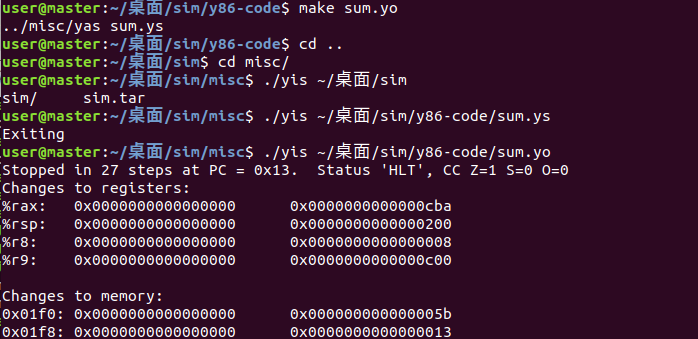 user@master:~/桌面/sim/y86-code$ make sum.yo
../misc/yas sum.ys
user@master:~/桌面/sim/y86-code$ cd ..
user@master:~/桌面/sim$ cd misc/
user@master:~/桌面/sim/misc$ ./yis ~/桌面/sim
sim/     sim.tar
user@master:~/桌面/sim/misc$ ./yis ~/桌面/sim/y86-code/sum.ys
Exiting
user@master:~/桌面/sim/misc$ ./yis ~/桌面/sim/y86-code/sum.yo
Stopped in 27 steps at PC = 0x13.  Status 'HLT', CC Z=1 S=0 O=0
Changes to registers:
%rax:   0x0000000000000000      0x0000000000000cba
%rsp:   0x0000000000000000      0x0000000000000200
%r8:    0x0000000000000000      0x0000000000000008
%r9:    0x0000000000000000      0x0000000000000c00
Changes to memory:
0x01f0: 0x0000000000000000      0x000000000000005b
0x01f8: 0x0000000000000000      0x0000000000000013